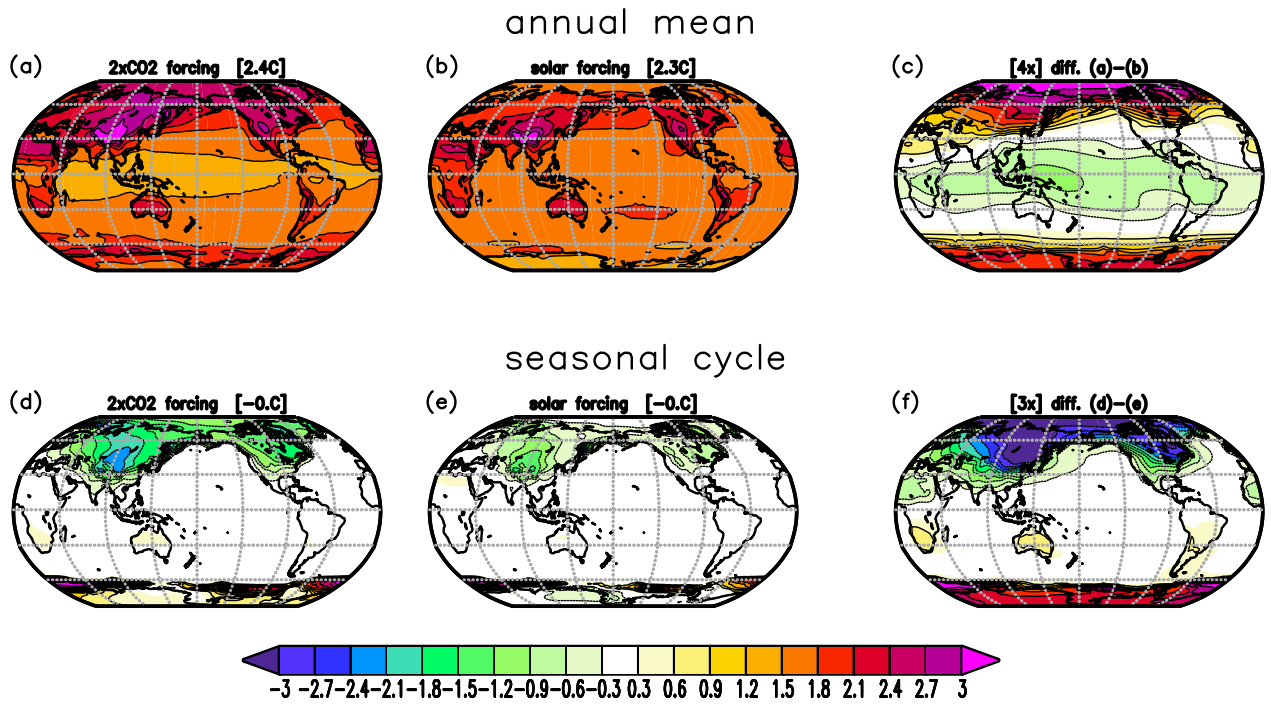 annual mean
(a) 2xCO2 forcing [2.4C]
(b) solar forcing [2.3C]
(c) [4x] diff. (a)-(b)
seasonal cycle
(d) 2xCO2 forcing [-0.C]
(e) solar forcing [-0.C]
(f) [3x] diff. (d)-(e)
-3 -2.7 -2.4 -2.1 -1.8 -1.5 -1.2 -0.9 -0.6 -0.3 0.3 0.6 0.9 1.2 1.5 1.8 2.1 2.4 2.7 3